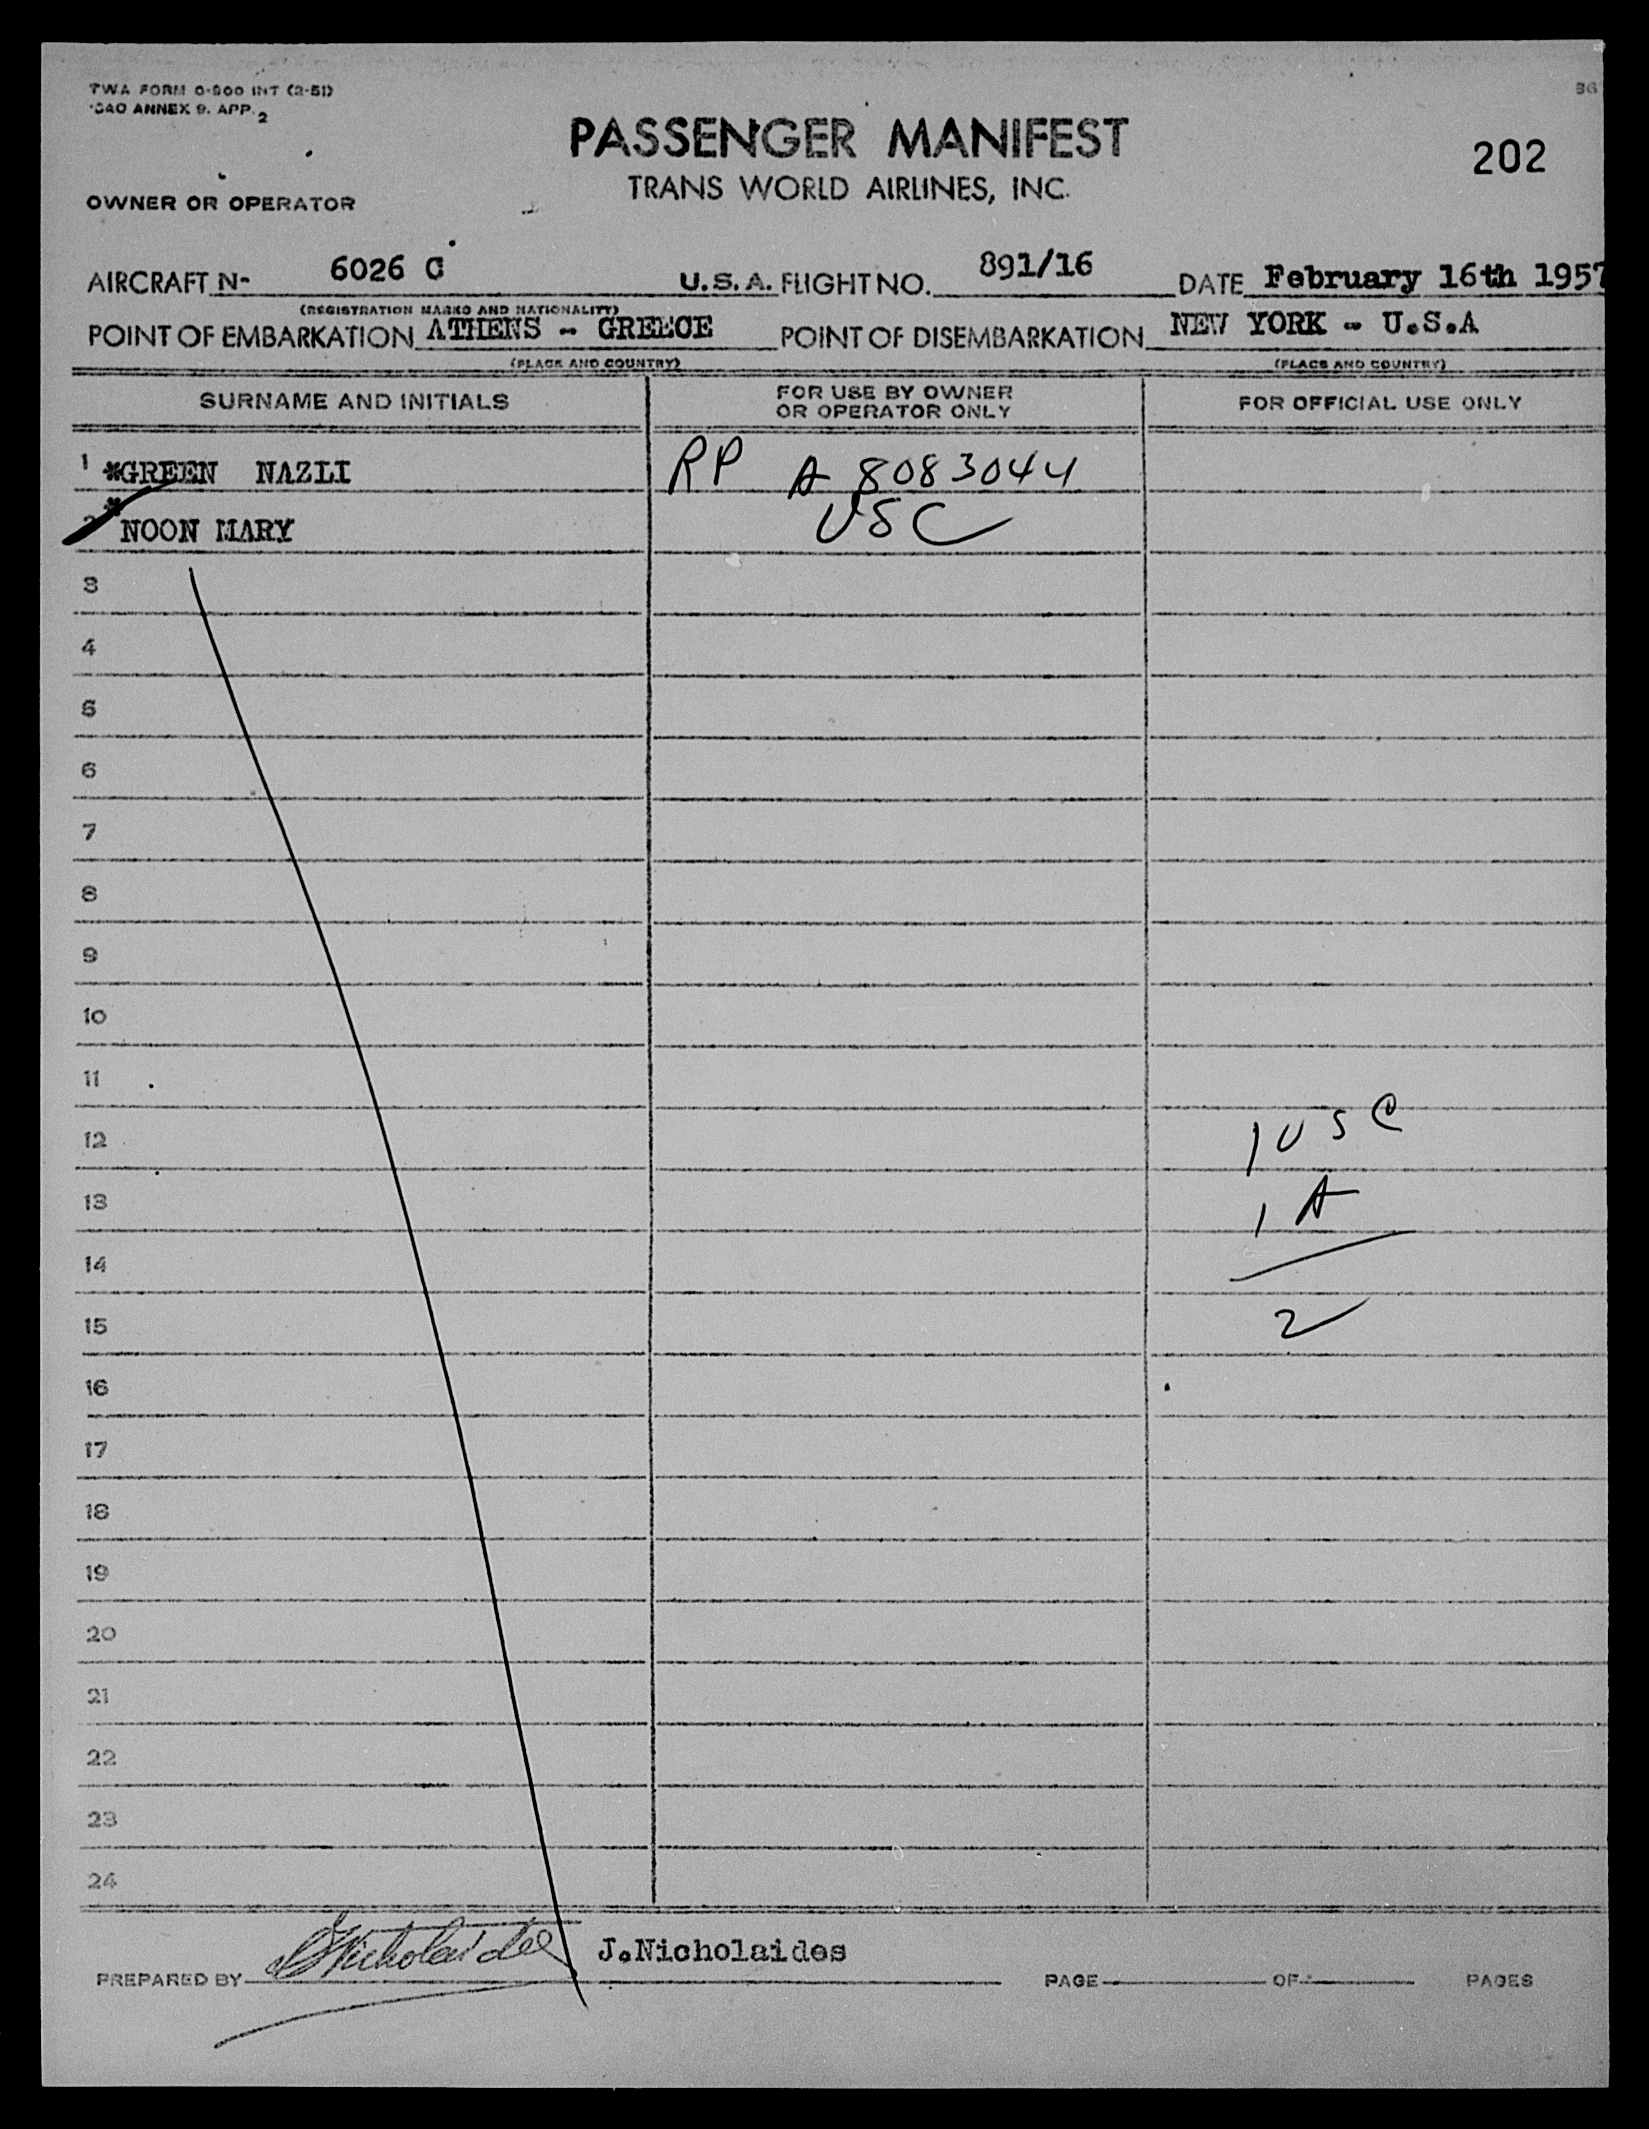 TWA FORM O-800 INT (2-51)
ICAO ANNEX 9. APP. 2
36
PASSENGER MANIFEST
202
TRANS WORLD AIRLINES, INC.
OWNER OR OPERATOR
AIRCRAFT N- 6026 C U.S.A. FLIGHT NO. 891/16 DATE February 16th 1957
(REGISTRATION MARKS AND NATIONALITY)
POINT OF EMBARKATION ATHENS - GREECE POINT OF DISEMBARKATION NEW YORK - U.S.A
(PLACE AND COUNTRY) (PLACE AND COUNTRY)
SURNAME AND INITIALS FOR USE BY OWNER OR OPERATOR ONLY FOR OFFICIAL USE ONLY
1 *GREEN NAZLI RP A 8083044
2 * NOON MARY USC
3
4
5
6
7
8
9
10
11
12 1 USC
13 1 A
14
15 2
16
17
18
19
20
21
22
23
24
PREPARED BY JNicholaides J.Nicholaides PAGE OF PAGES